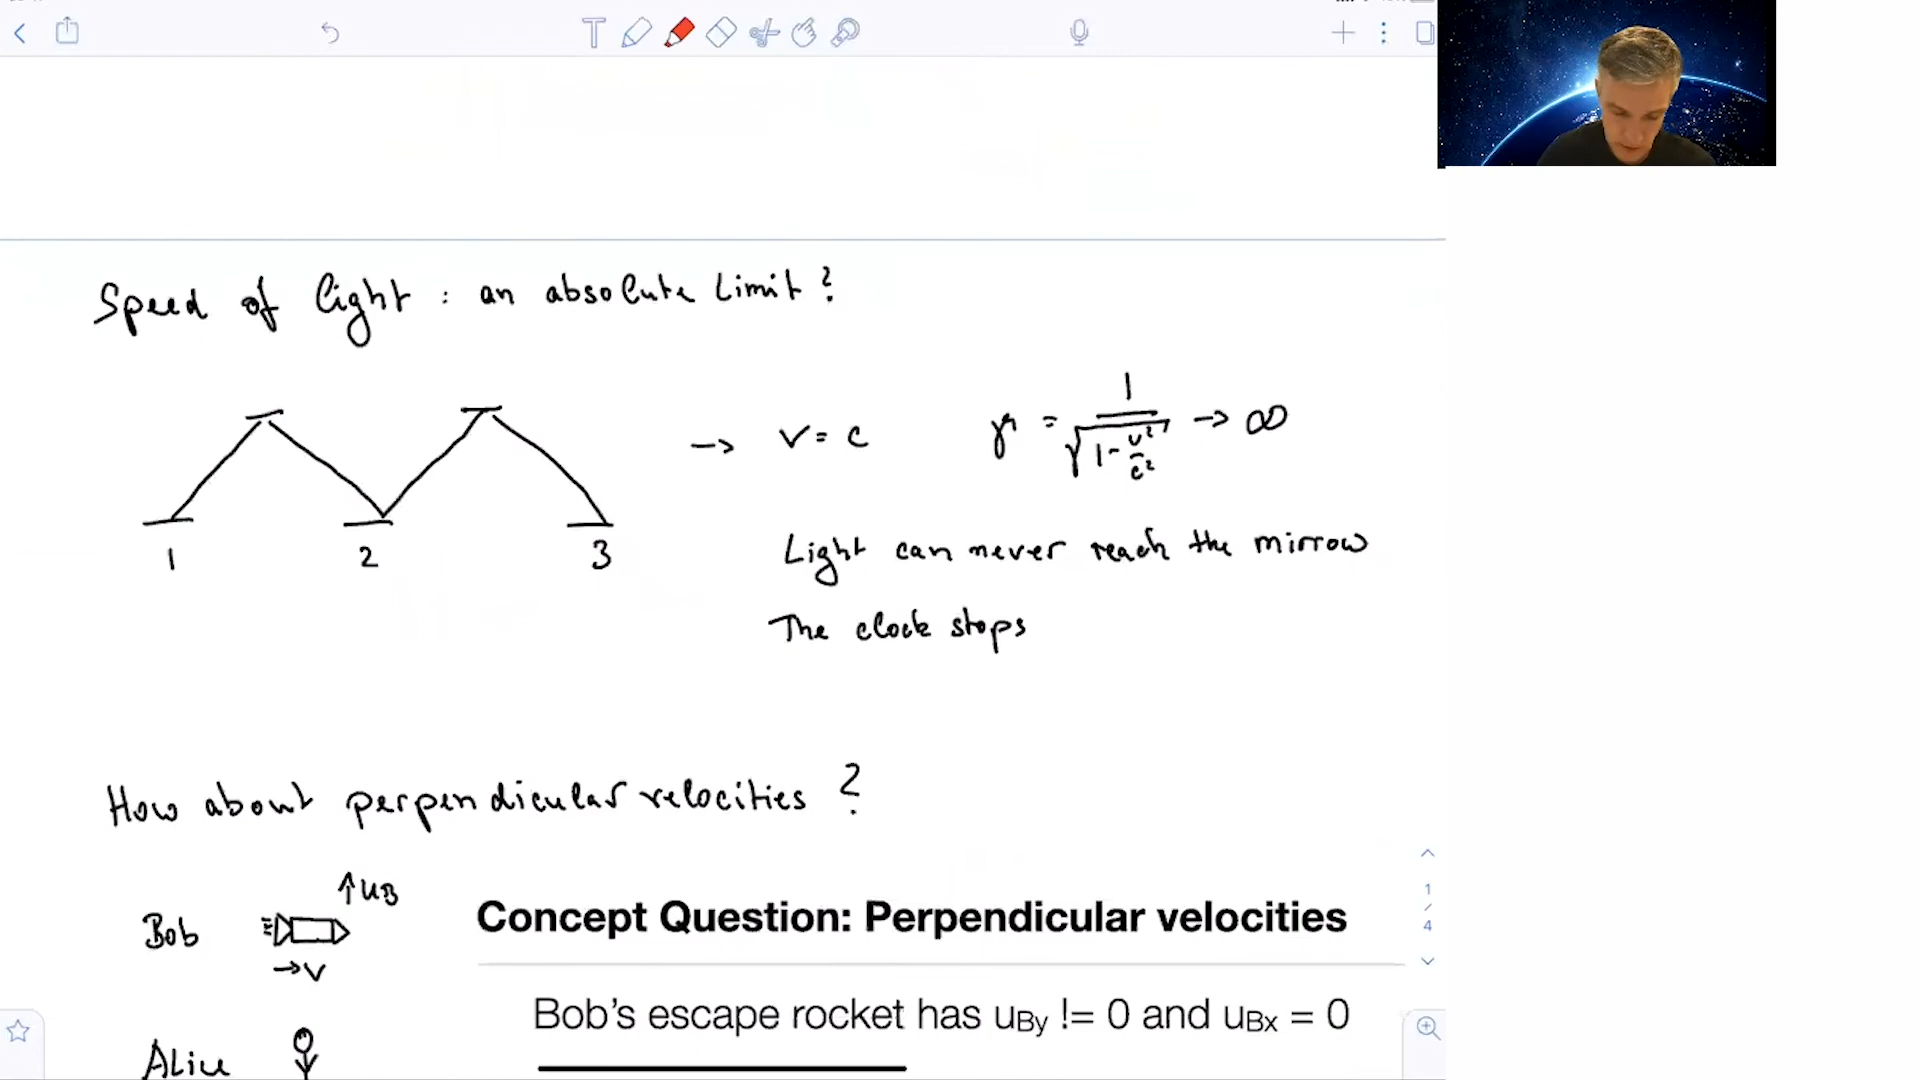 Speed of light : an absolute Limit ?
→ v = c γ = 1 / √(1 - v²/c²) → ∞
1 2 3
Light can never reach the mirrow
The clock stops
How about perpendicular velocities ?
↑ uB
Bob
→ v
Concept Question: Perpendicular velocities
Bob’s escape rocket has uBy != 0 and uBx = 0
Alice
1
/
4